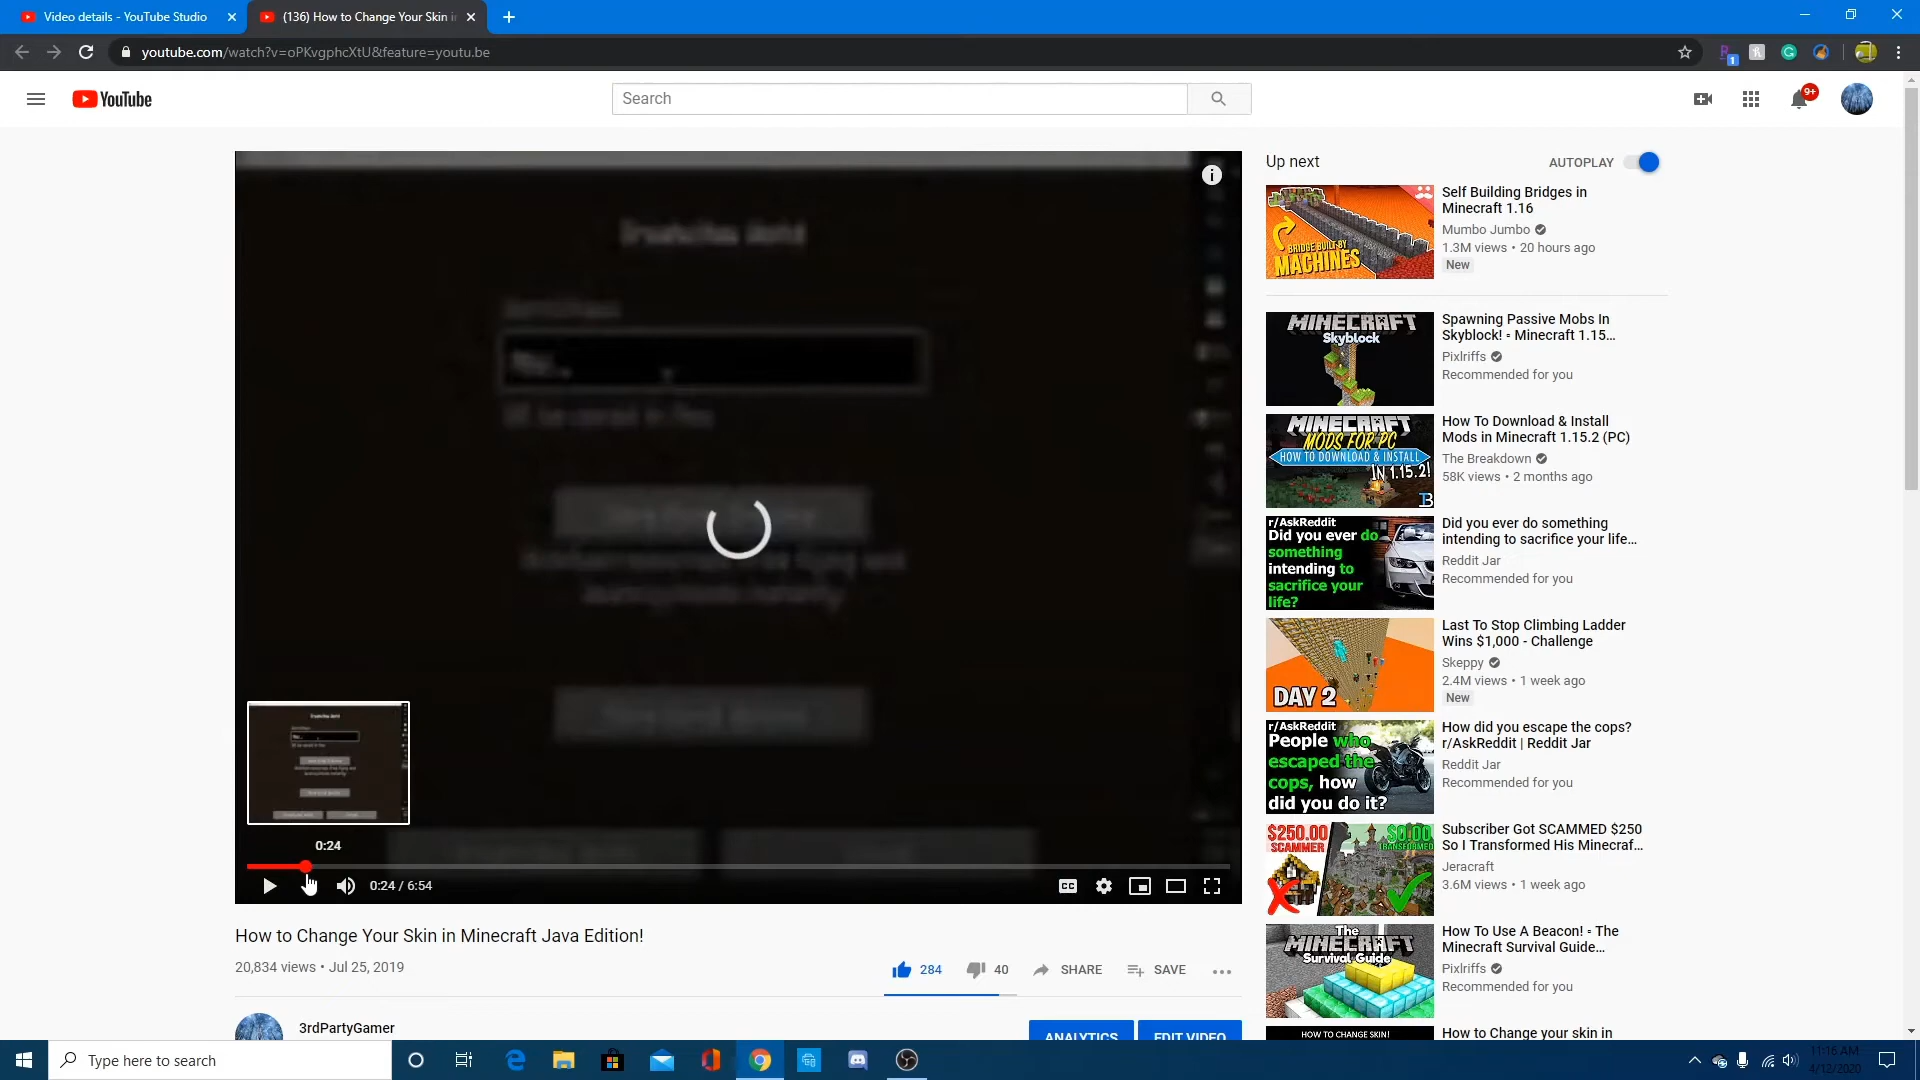 Video details - YouTube Studio
(136) How to Change Your Skin i
youtube.com/watch?v=oPKvgphcXtU&feature=youtu.be
1
YouTube
Search
9+
Up next
AUTOPLAY
BRIDGE BUILT BY
MACHINES
Self Building Bridges in
Minecraft 1.16
Mumbo Jumbo
1.3M views • 20 hours ago
New
MINECRAFT
Skyblock
Spawning Passive Mobs In
Skyblock! ▫ Minecraft 1.15...
Pixlriffs
Recommended for you
MINECRAFT
MODS FOR PC
HOW TO DOWNLOAD & INSTALL
IN 1.15.2!
B
How To Download & Install
Mods in Minecraft 1.15.2 (PC)
The Breakdown
58K views • 2 months ago
r/AskReddit
Did you ever do
something
intending to
sacrifice your
life?
Did you ever do something
intending to sacrifice your life...
Reddit Jar
Recommended for you
DAY 2
Last To Stop Climbing Ladder
Wins $1,000 - Challenge
Skeppy
2.4M views • 1 week ago
New
r/AskReddit
People who
escaped the
cops, how
did you do it?
How did you escape the cops?
r/AskReddit | Reddit Jar
Reddit Jar
Recommended for you
$250.00
SCAMMER
$0.00
TRANSFORMED
Subscriber Got SCAMMED $250
So I Transformed His Minecraf...
Jeracraft
3.6M views • 1 week ago
The
MINECRAFT
Survival Guide
How To Use A Beacon! ▫ The
Minecraft Survival Guide...
Pixlriffs
Recommended for you
HOW TO CHANGE SKIN!
How to Change your skin in
0:24
0:24 / 6:54
CC
How to Change Your Skin in Minecraft Java Edition!
20,834 views • Jul 25, 2019
284
40
SHARE
SAVE
3rdPartyGamer
ANALYTICS
EDIT VIDEO
Type here to search
11:16 AM
4/12/2020